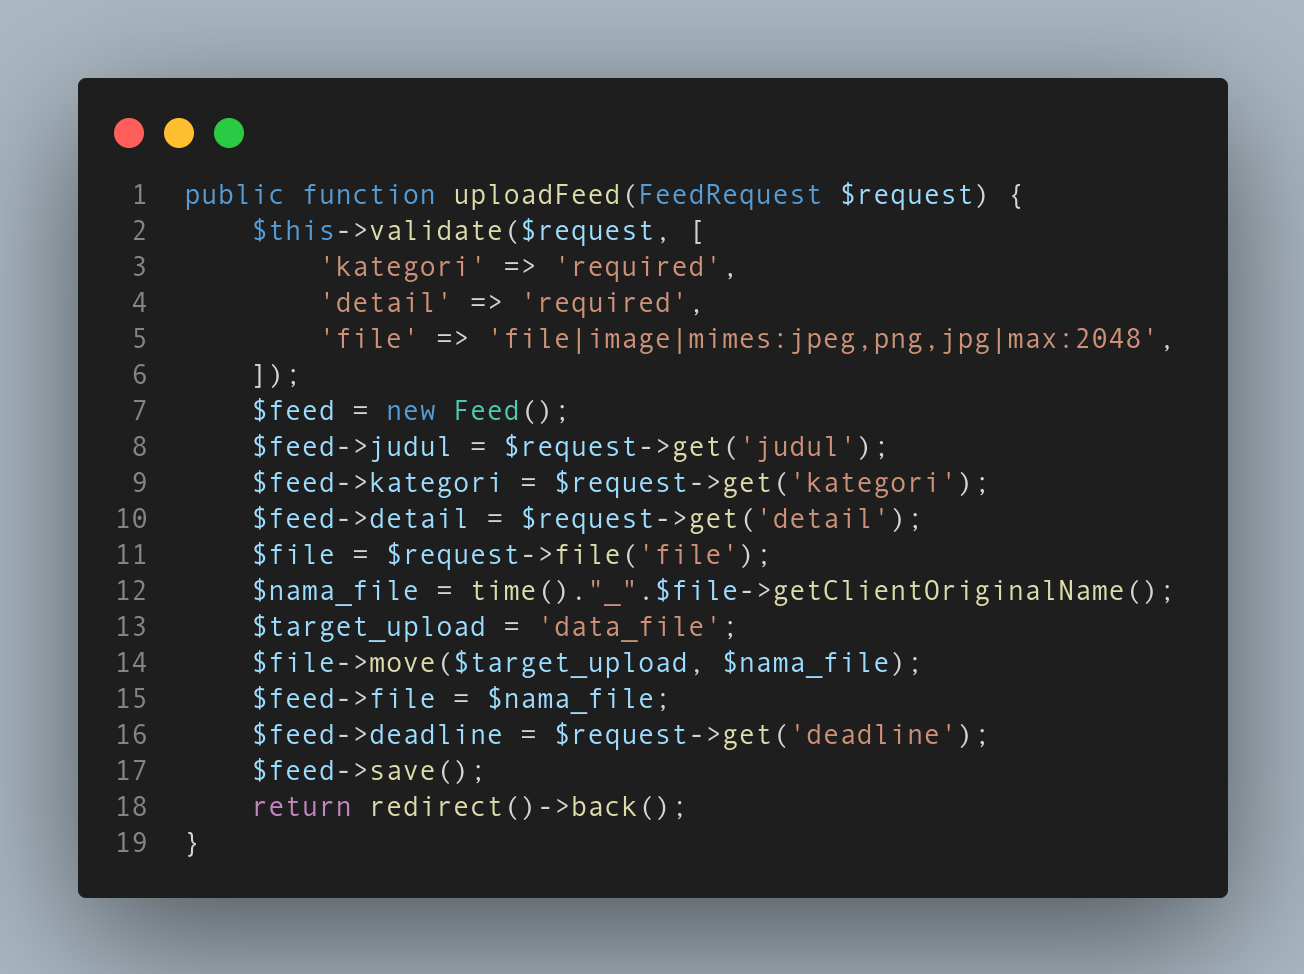 1 public function uploadFeed(FeedRequest $request) {
2     $this->validate($request, [
3         'kategori' => 'required',
4         'detail' => 'required',
5         'file' => 'file|image|mimes:jpeg,png,jpg|max:2048',
6     ]);
7     $feed = new Feed();
8     $feed->judul = $request->get('judul');
9     $feed->kategori = $request->get('kategori');
10     $feed->detail = $request->get('detail');
11     $file = $request->file('file');
12     $nama_file = time()."_".$file->getClientOriginalName();
13     $target_upload = 'data_file';
14     $file->move($target_upload, $nama_file);
15     $feed->file = $nama_file;
16     $feed->deadline = $request->get('deadline');
17     $feed->save();
18     return redirect()->back();
19 }